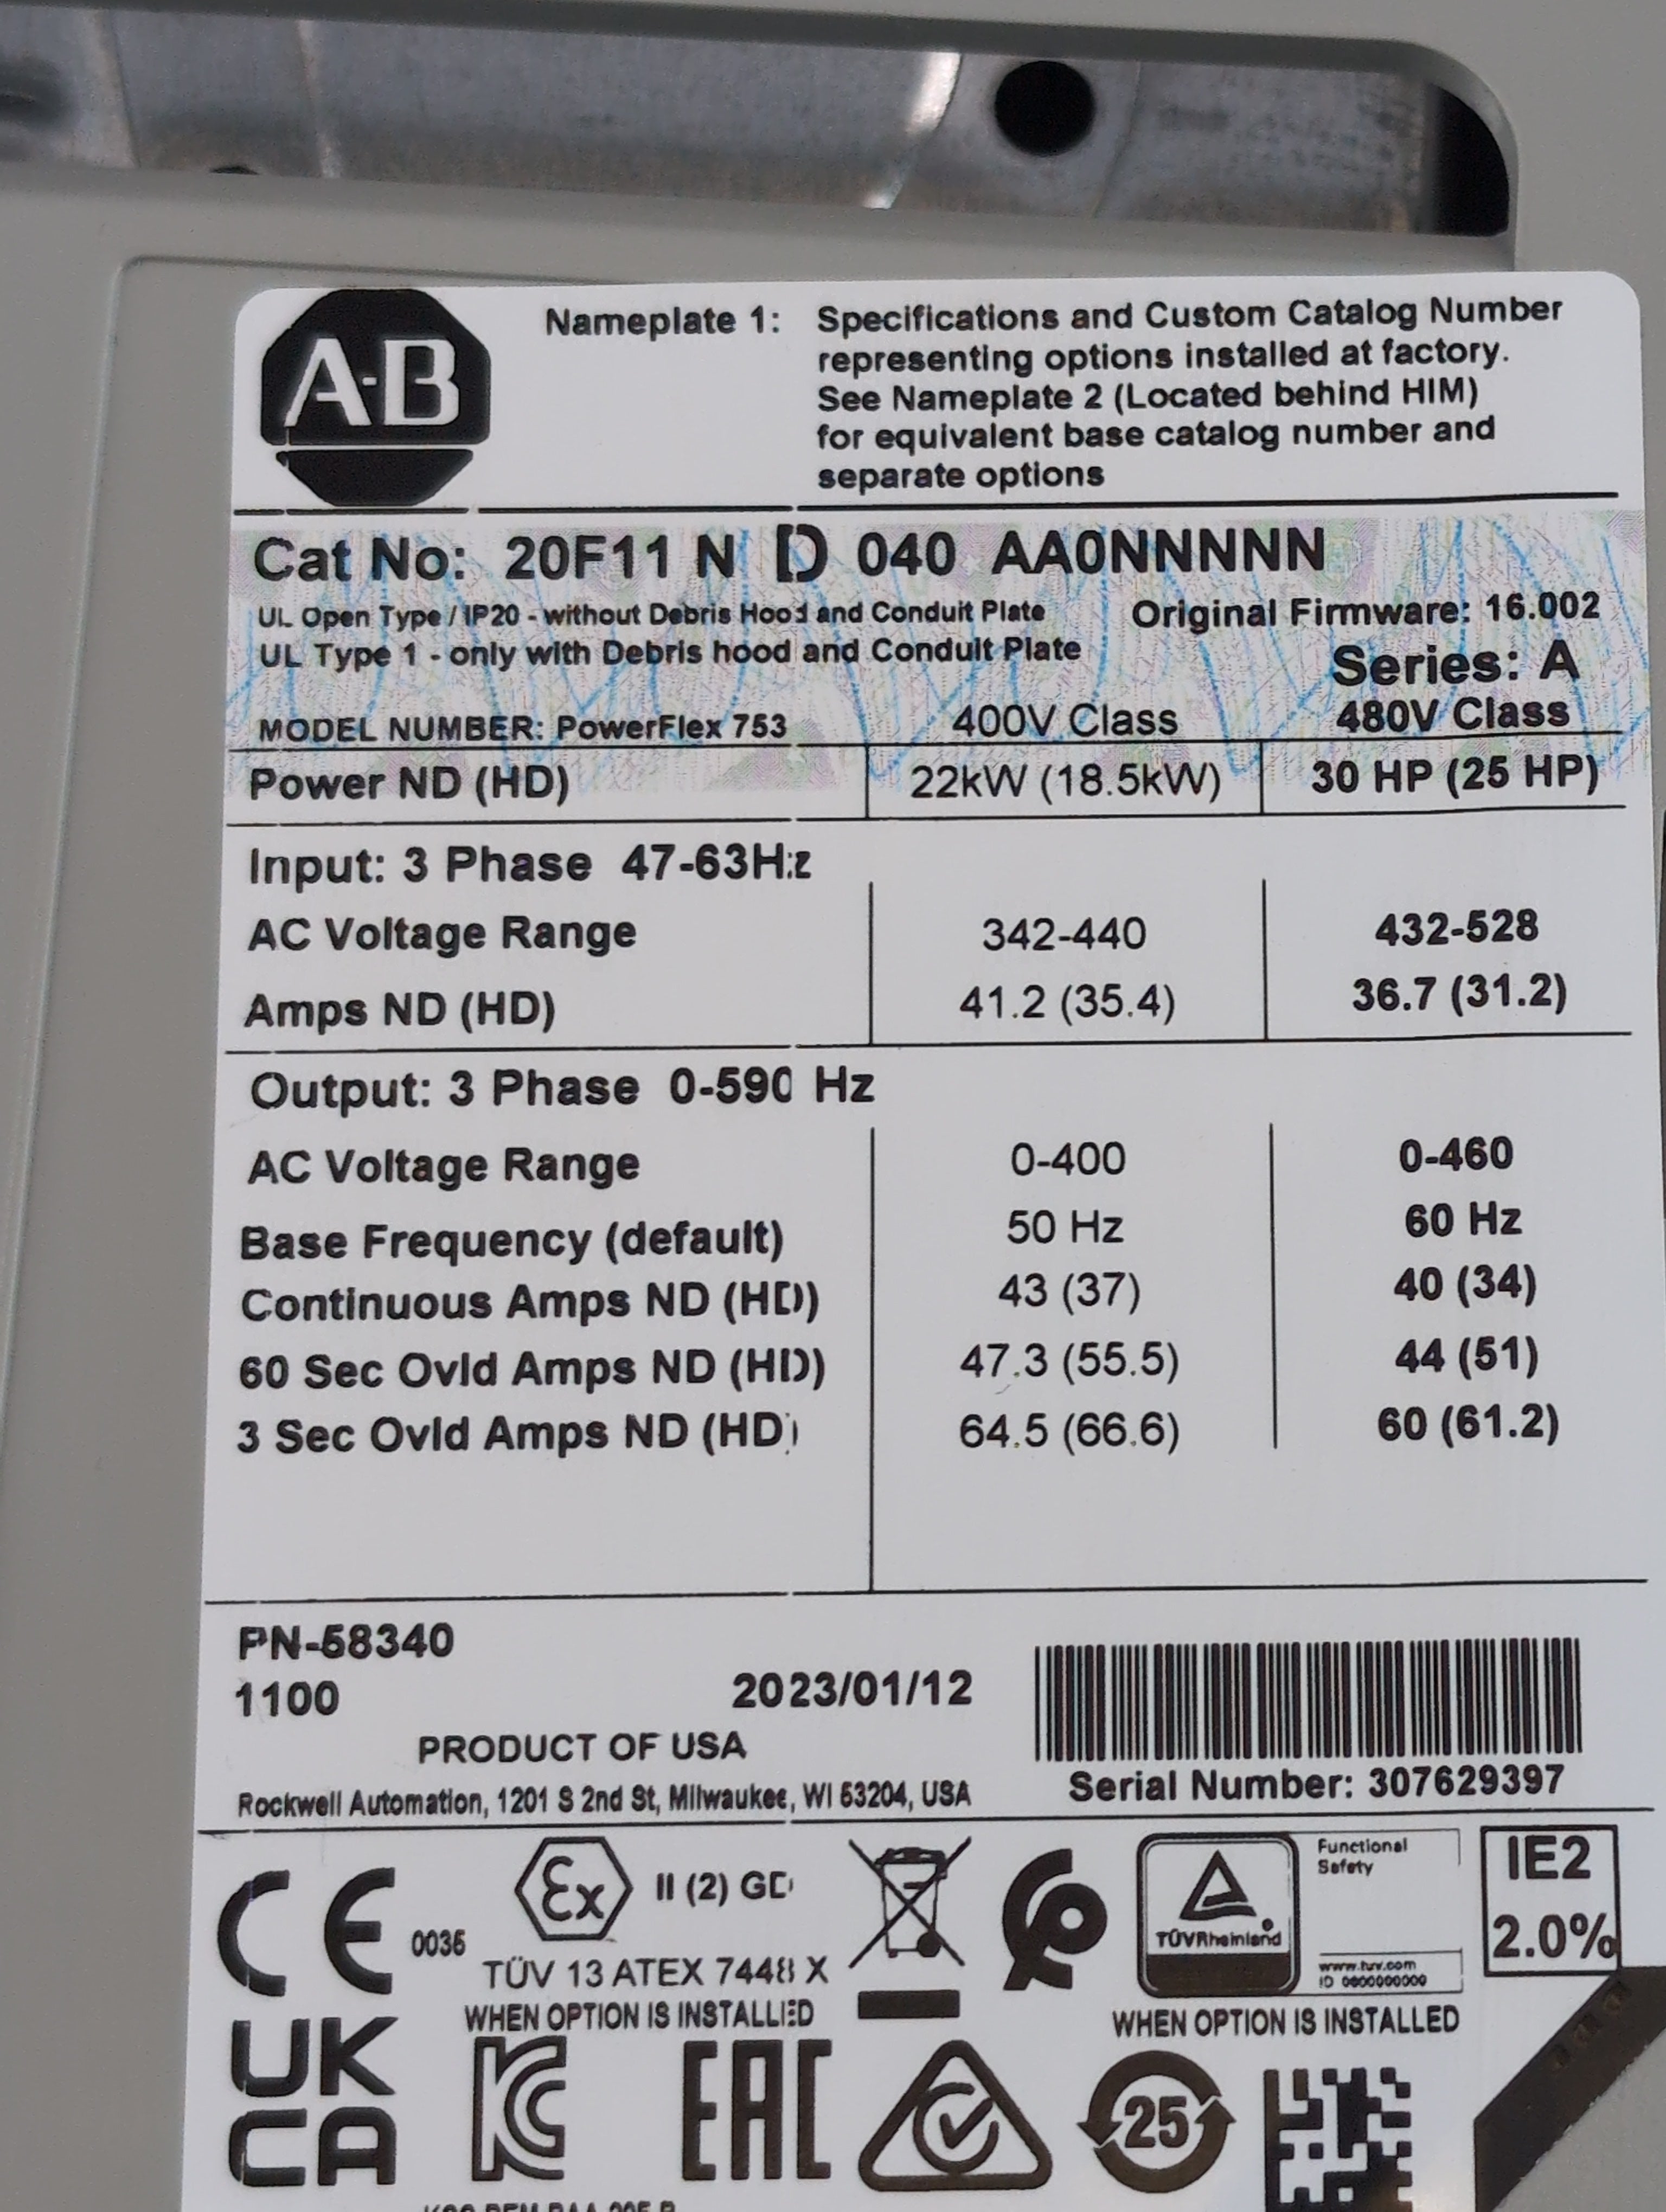 A-B
Nameplate 1: Specifications and Custom Catalog Number
representing options installed at factory.
See Nameplate 2 (Located behind HIM)
for equivalent base catalog number and
separate options
Cat No: 20F11 N D 040 AA0NNNNN
UL Open Type / IP20 - without Debris Hood and Conduit Plate
Original Firmware: 16.002
UL Type 1 - only with Debris hood and Conduit Plate
Series: A
MODEL NUMBER: PowerFlex 753 400V Class 480V Class
Power ND (HD) 22kW (18.5kW) 30 HP (25 HP)
Input: 3 Phase 47-63Hz
AC Voltage Range 342-440 432-528
Amps ND (HD) 41.2 (35.4) 36.7 (31.2)
Output: 3 Phase 0-590 Hz
AC Voltage Range 0-400 0-460
Base Frequency (default) 50 Hz 60 Hz
Continuous Amps ND (HD) 43 (37) 40 (34)
60 Sec Ovld Amps ND (HD) 47.3 (55.5) 44 (51)
3 Sec Ovld Amps ND (HD) 64.5 (66.6) 60 (61.2)
PN-58340
1100 2023/01/12
PRODUCT OF USA
Rockwell Automation, 1201 S 2nd St, Milwaukee, WI 53204, USA
Serial Number: 307629397
CE 0035
Ex II (2) GD
TÜV 13 ATEX 7448 X
WHEN OPTION IS INSTALLED
TÜVRheinland
Functional
Safety
www.tuv.com
ID 0600000000
WHEN OPTION IS INSTALLED
IE2
2.0%
UK
CA
KC
EAC
25